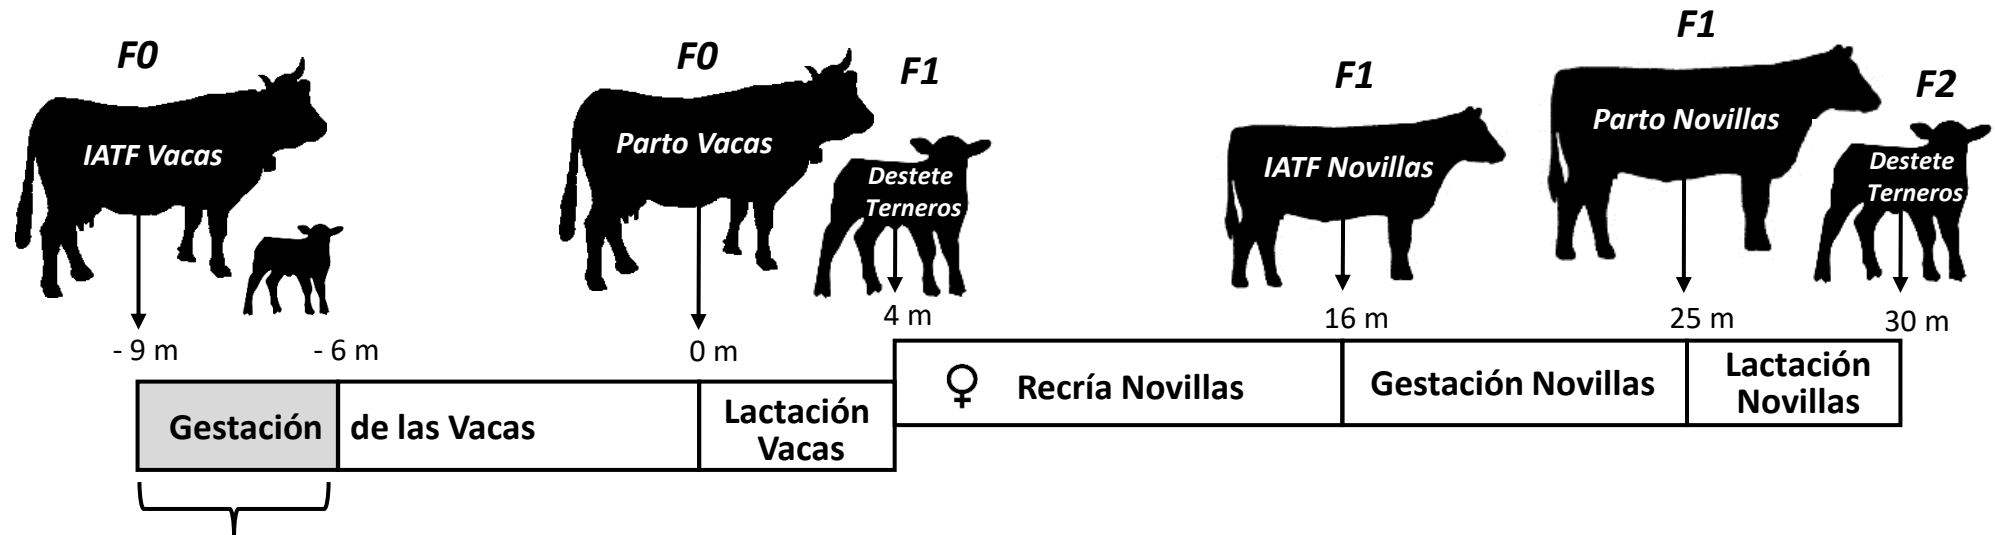 F0
IATF Vacas
- 9 m
- 6 m
F0
Parto Vacas
0 m
F1
Destete
Terneros
4 m
F1
IATF Novillas
16 m
F1
Parto Novillas
25 m
F2
Destete
Terneros
30 m
Gestación de las Vacas
Lactación
Vacas
♀ Recría Novillas
Gestación Novillas
Lactación
Novillas